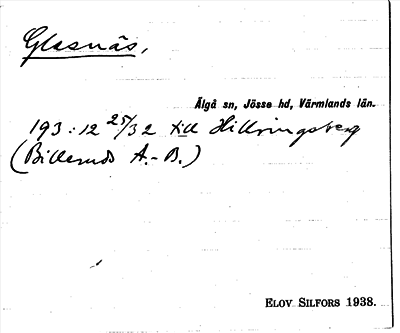 Glasnäs,
Älgå sn, Jösse hd, Värmlands län.
193:12 25/32 till Hillringsberg
(Billeruds A.-B.)
ELOV SILFORS 1938.